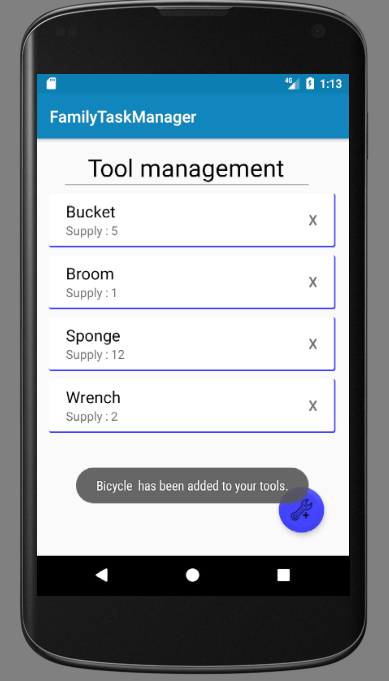 4G 1:13
FamilyTaskManager
Tool management
Bucket
Supply : 5
X
Broom
Supply : 1
X
Sponge
Supply : 12
X
Wrench
Supply : 2
X
Bicycle has been added to your tools.